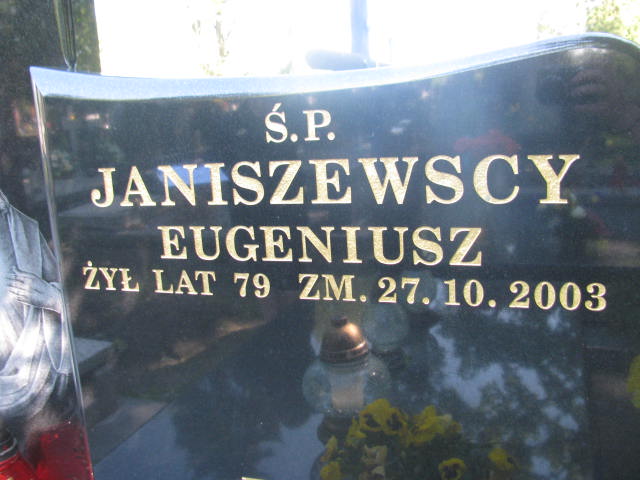 Ś.P.
JANISZEWSCY
EUGENIUSZ
ŻYŁ LAT 79 ZM. 27. 10. 2003